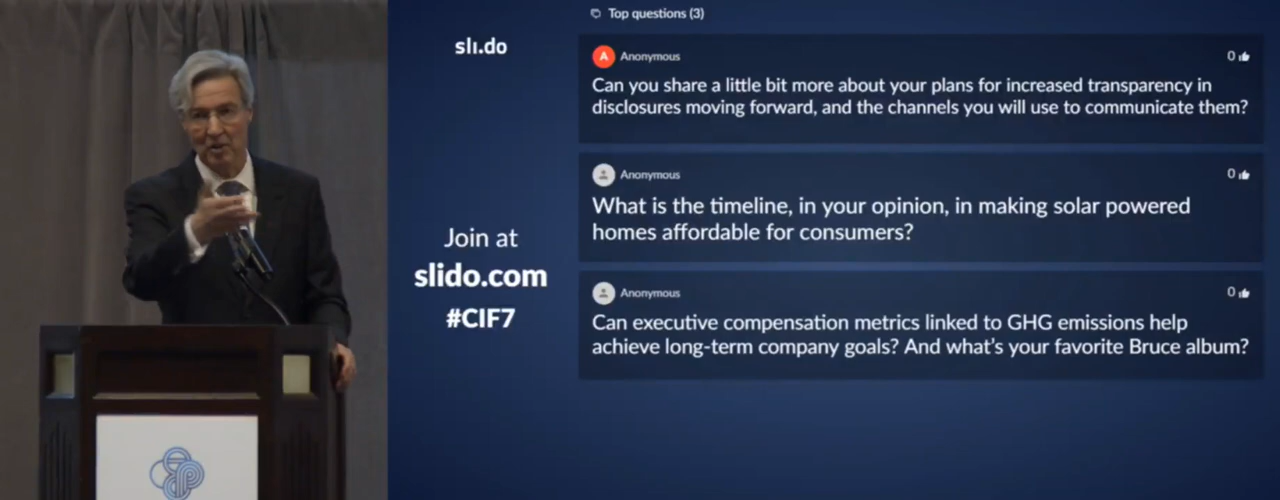 Top questions (3)
sli.do
A Anonymous
0
Can you share a little bit more about your plans for increased transparency in
disclosures moving forward, and the channels you will use to communicate them?
Anonymous
0
What is the timeline, in your opinion, in making solar powered
homes affordable for consumers?
Join at
slido.com
#CIF7
Anonymous
0
Can executive compensation metrics linked to GHG emissions help
achieve long-term company goals? And what's your favorite Bruce album?